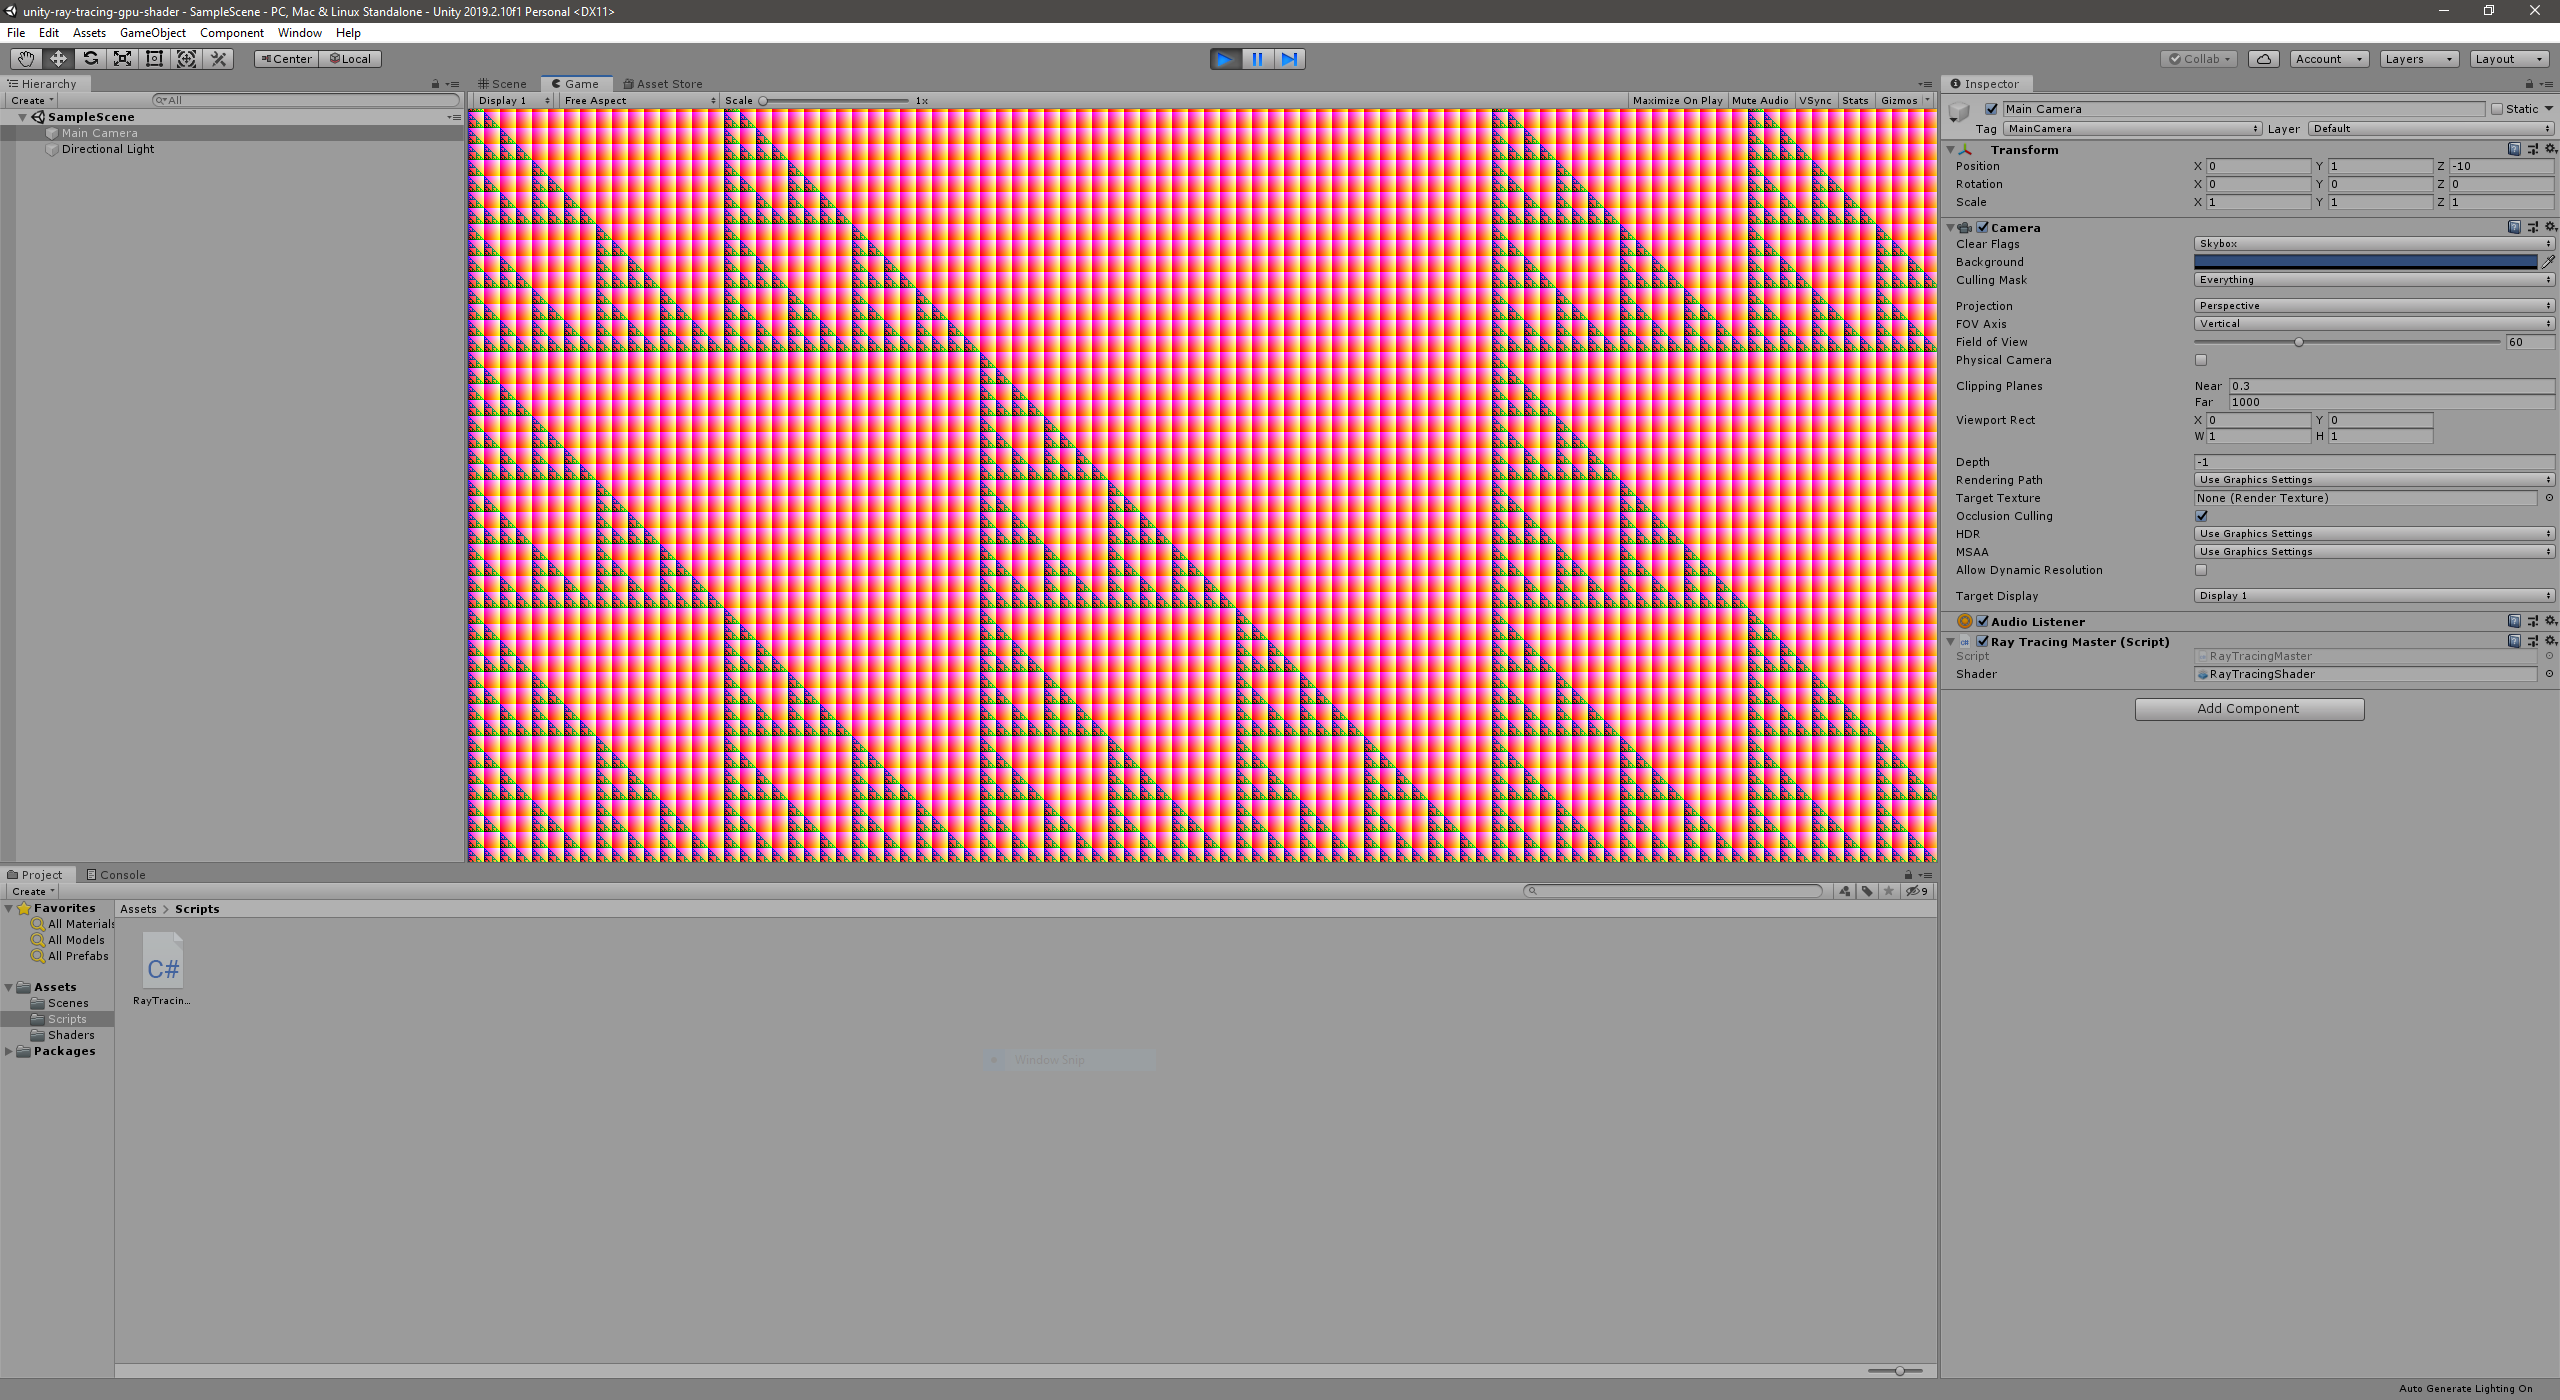 unity-ray-tracing-gpu-shader - SampleScene - PC, Mac & Linux Standalone - Unity 2019.2.10f1 Personal <DX11>
File Edit Assets GameObject Component Window Help
Center Local
Collab Account Layers Layout
Hierarchy
Create All
SampleScene
Main Camera
Directional Light
Scene Game Asset Store
Display 1 Free Aspect Scale 1x Maximize On Play Mute Audio VSync Stats Gizmos
Inspector
Main Camera Static
Tag MainCamera Layer Default
Transform
Position X 0 Y 1 Z -10
Rotation X 0 Y 0 Z 0
Scale X 1 Y 1 Z 1
Camera
Clear Flags Skybox
Background
Culling Mask Everything
Projection Perspective
FOV Axis Vertical
Field of View 60
Physical Camera
Clipping Planes Near 0.3
Far 1000
Viewport Rect X 0 Y 0
W 1 H 1
Depth -1
Rendering Path Use Graphics Settings
Target Texture None (Render Texture)
Occlusion Culling
HDR Use Graphics Settings
MSAA Use Graphics Settings
Allow Dynamic Resolution
Target Display Display 1
Audio Listener
Ray Tracing Master (Script)
Script RayTracingMaster
Shader RayTracingShader
Add Component
Project Console
Create 9
Favorites
All Materials
All Models
All Prefabs
Assets
Scenes
Scripts
Shaders
Packages
Assets > Scripts
C#
RayTracin...
Window Snip
Auto Generate Lighting On